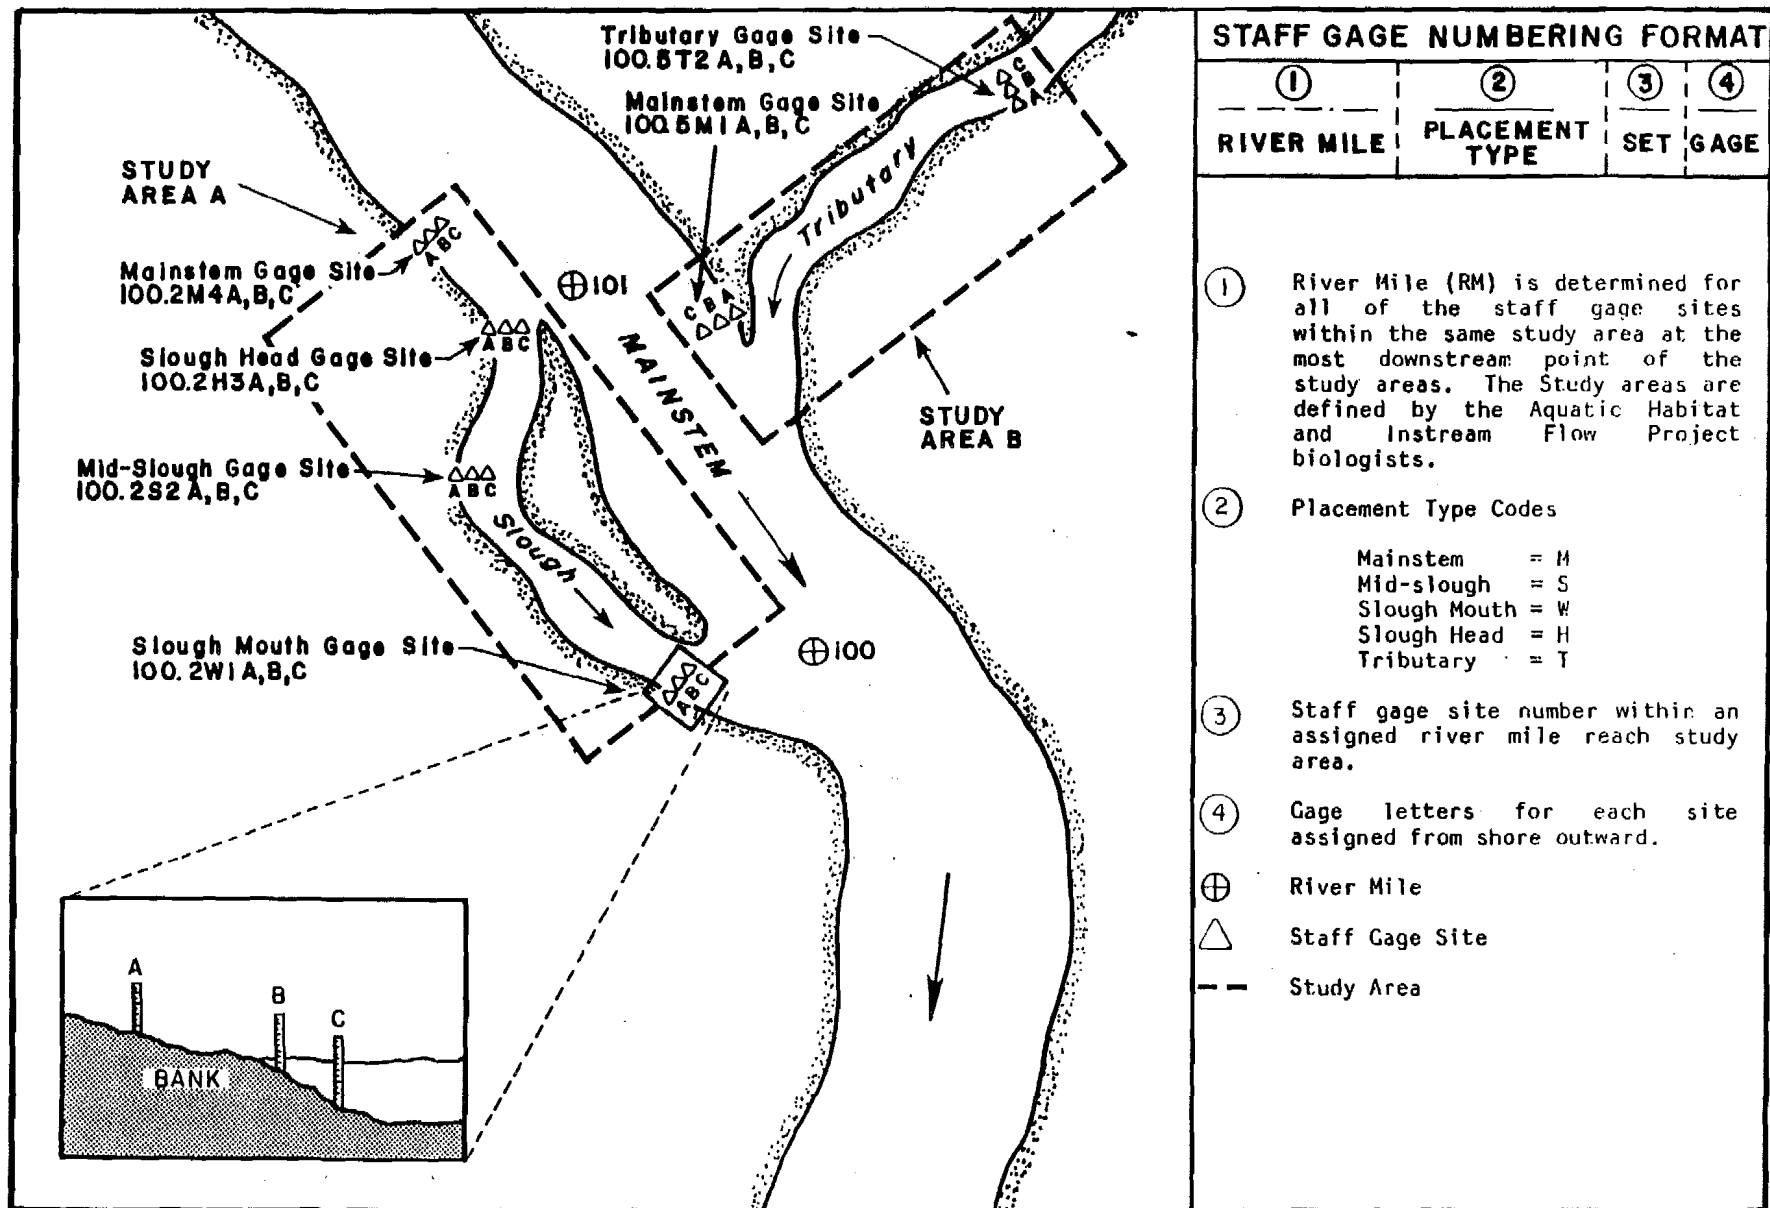 Tributary Gage Site
100.5T2 A, B, C
Mainstem Gage Site
100.5M1 A, B, C
STUDY
AREA A
Mainstem Gage Site
100.2M4A, B, C
101
Slough Head Gage Site
100.2H3A, B, C
Mid-Slough Gage Site
100.2S2 A, B, C
Slough Mouth Gage Site
100.2W1A, B, C
C
B
A
C B A
A B C
A B C
A B C
A B C
Tributary
MAINSTEM
Slough
STUDY
AREA B
100
A
B
C
BANK
STAFF GAGE NUMBERING FORMAT
1 2 3 4
RIVER MILE
PLACEMENT
TYPE
SET
GAGE
1 River Mile (RM) is determined for
all of the staff gage sites
within the same study area at the
most downstream point of the
study areas. The Study areas are
defined by the Aquatic Habitat
and Instream Flow Project
biologists.
2 Placement Type Codes
Mainstem = M
Mid-slough = S
Slough Mouth = W
Slough Head = H
Tributary = T
3 Staff gage site number within an
assigned river mile reach study
area.
4 Gage letters for each site
assigned from shore outward.
River Mile
Staff Gage Site
Study Area